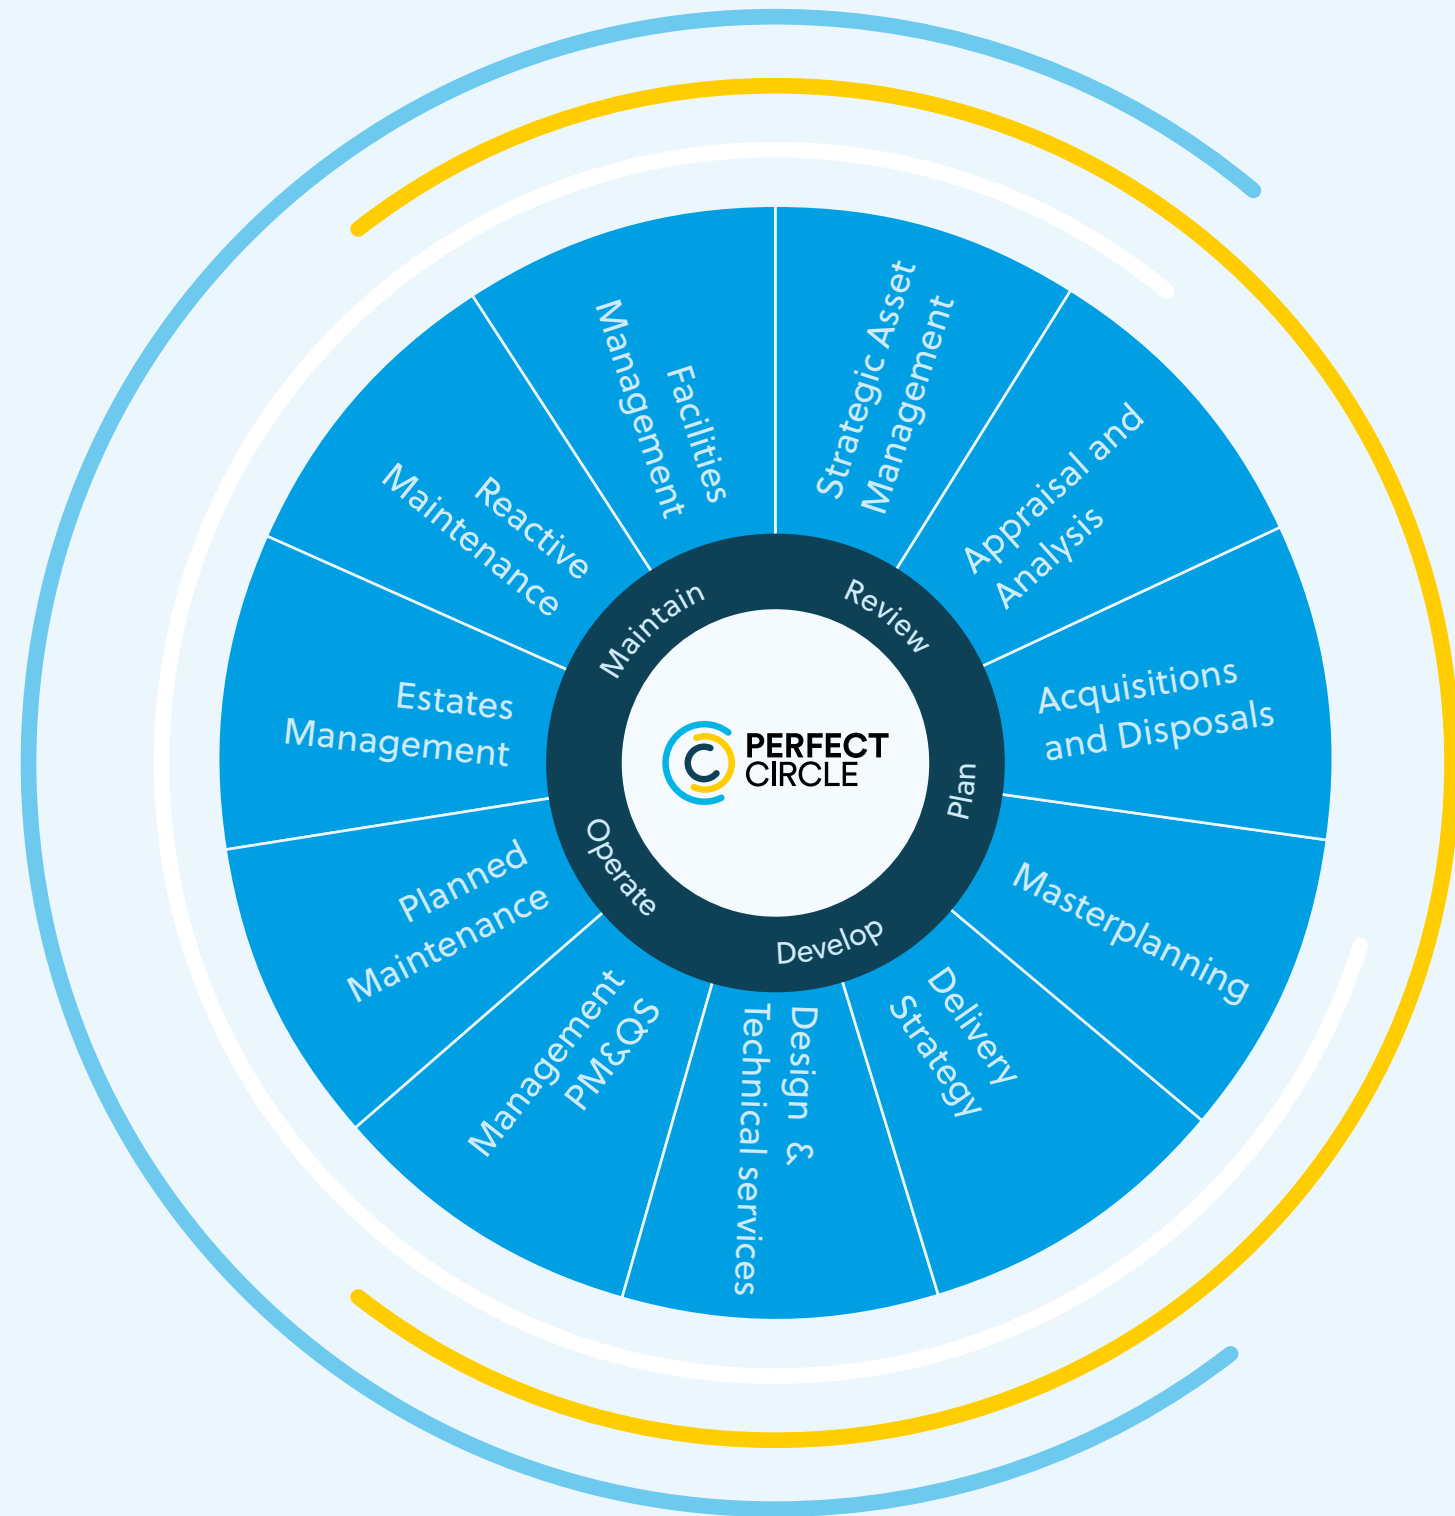 Strategic Asset
Management
Appraisal and
Analysis
Acquisitions
and Disposals
Masterplanning
Delivery
Strategy
Design &
Technical services
Management
PM&QS
Planned
Maintenance
Estates
Management
Reactive
Maintenance
Facilities
Management
Review
Plan
Develop
Operate
Maintain
PERFECT
CIRCLE